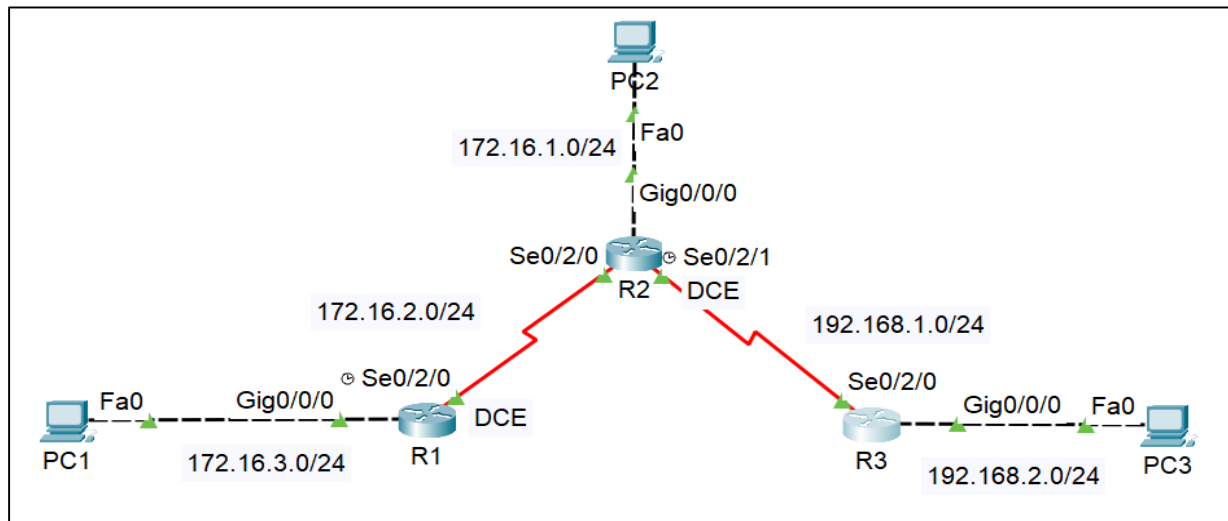 PC2
Fa0
172.16.1.0/24
Gig0/0/0
Se0/2/0
Se0/2/1
R2
DCE
172.16.2.0/24
192.168.1.0/24
Se0/2/0
Se0/2/0
Fa0
Gig0/0/0
Gig0/0/0
Fa0
DCE
PC1
172.16.3.0/24
R1
R3
192.168.2.0/24
PC3